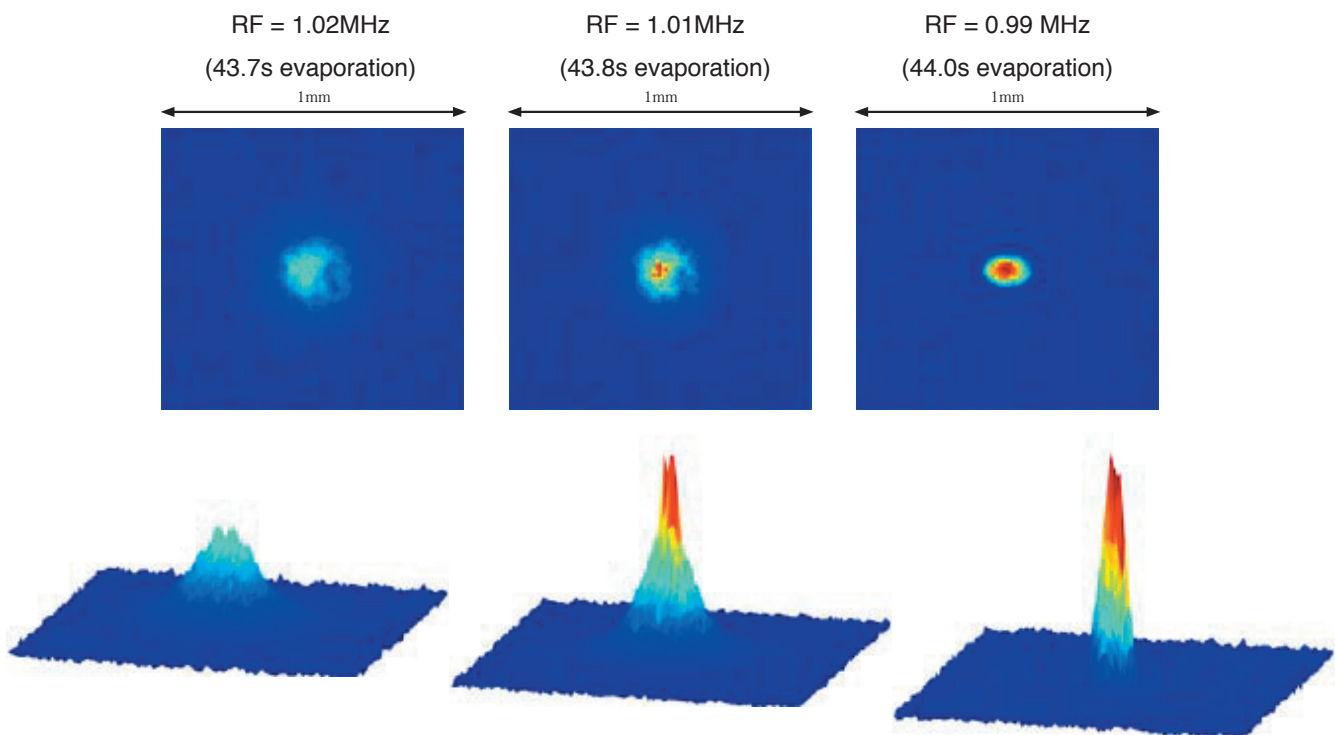 RF = 1.02MHz
(43.7s evaporation)
1mm
RF = 1.01MHz
(43.8s evaporation)
1mm
RF = 0.99 MHz
(44.0s evaporation)
1mm